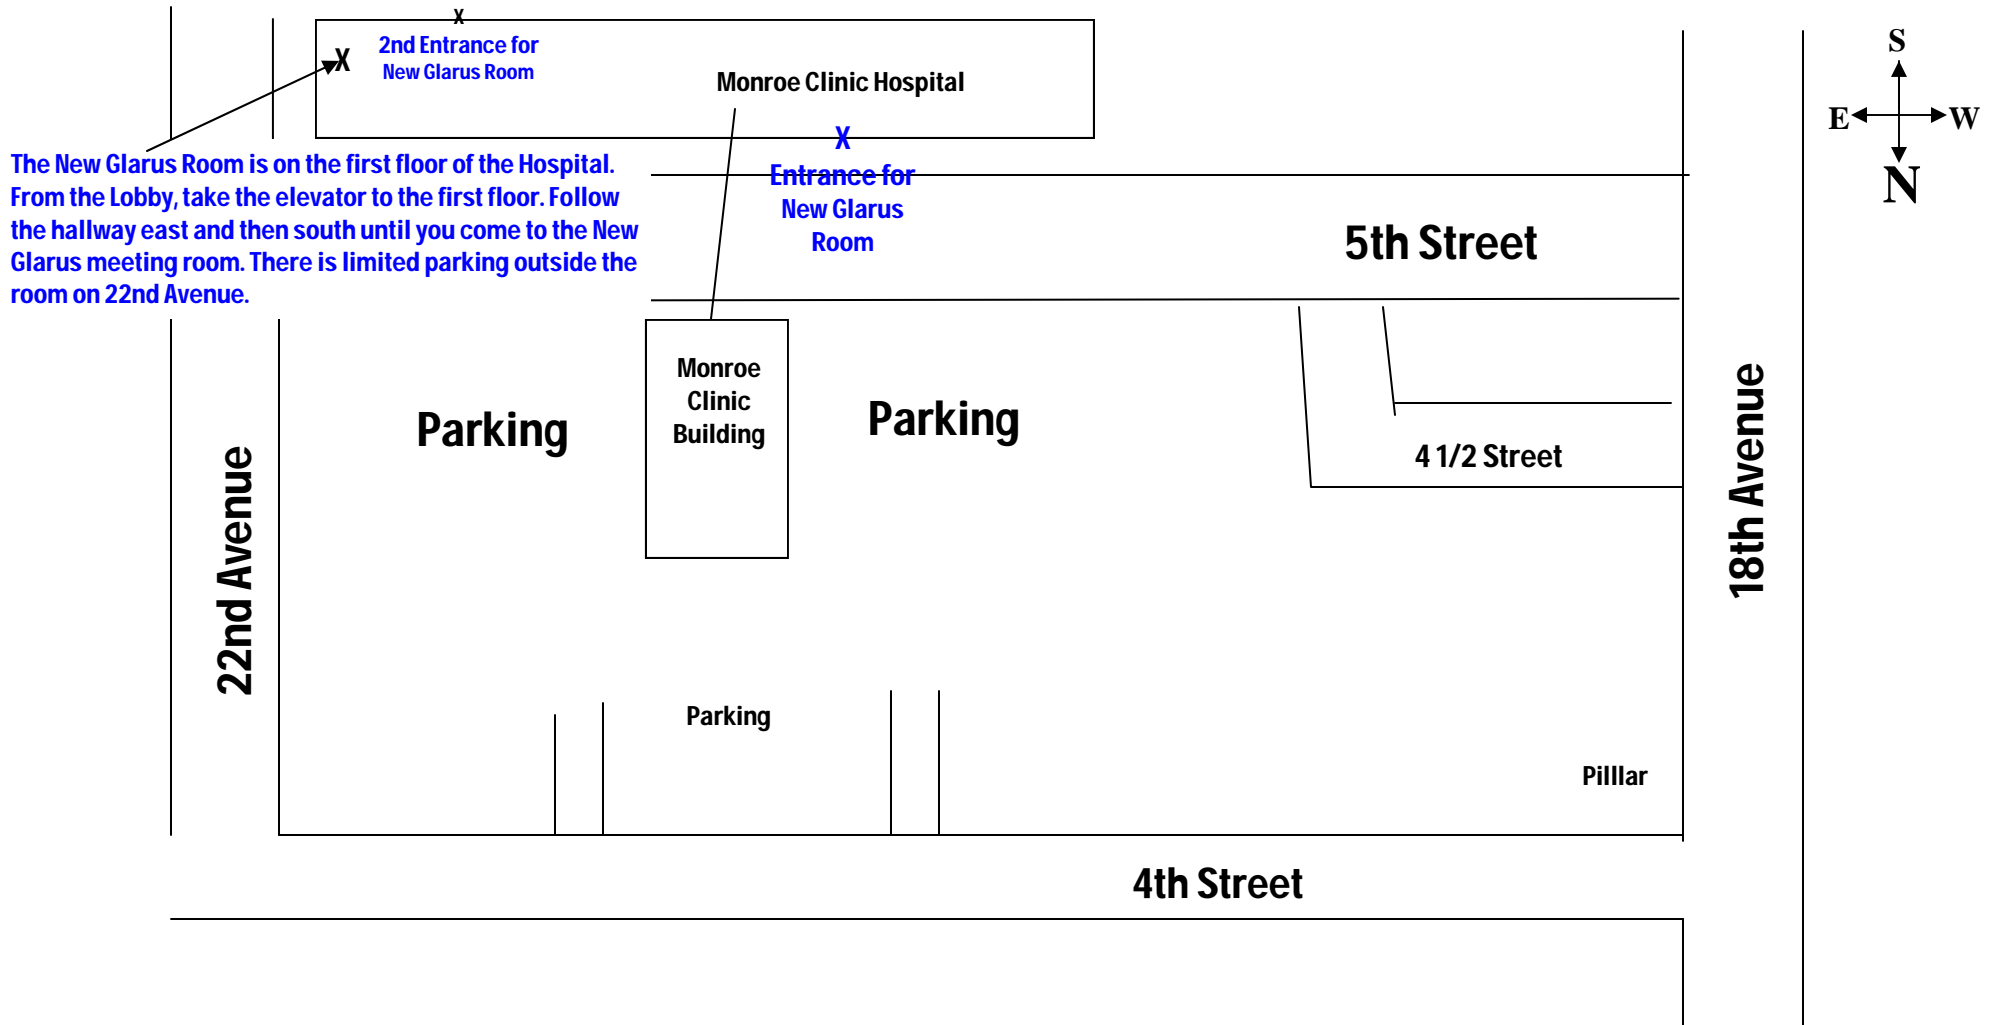 X
2nd Entrance for
New Glarus Room
X
Monroe Clinic Hospital
S
E
W
N
X
Entrance for
New Glarus
Room
The New Glarus Room is on the first floor of the Hospital.
From the Lobby, take the elevator to the first floor. Follow
the hallway east and then south until you come to the New
Glarus meeting room. There is limited parking outside the
room on 22nd Avenue.
5th Street
Monroe
Clinic
Building
Parking
Parking
4 1/2 Street
22nd Avenue
18th Avenue
Parking
Pilllar
4th Street